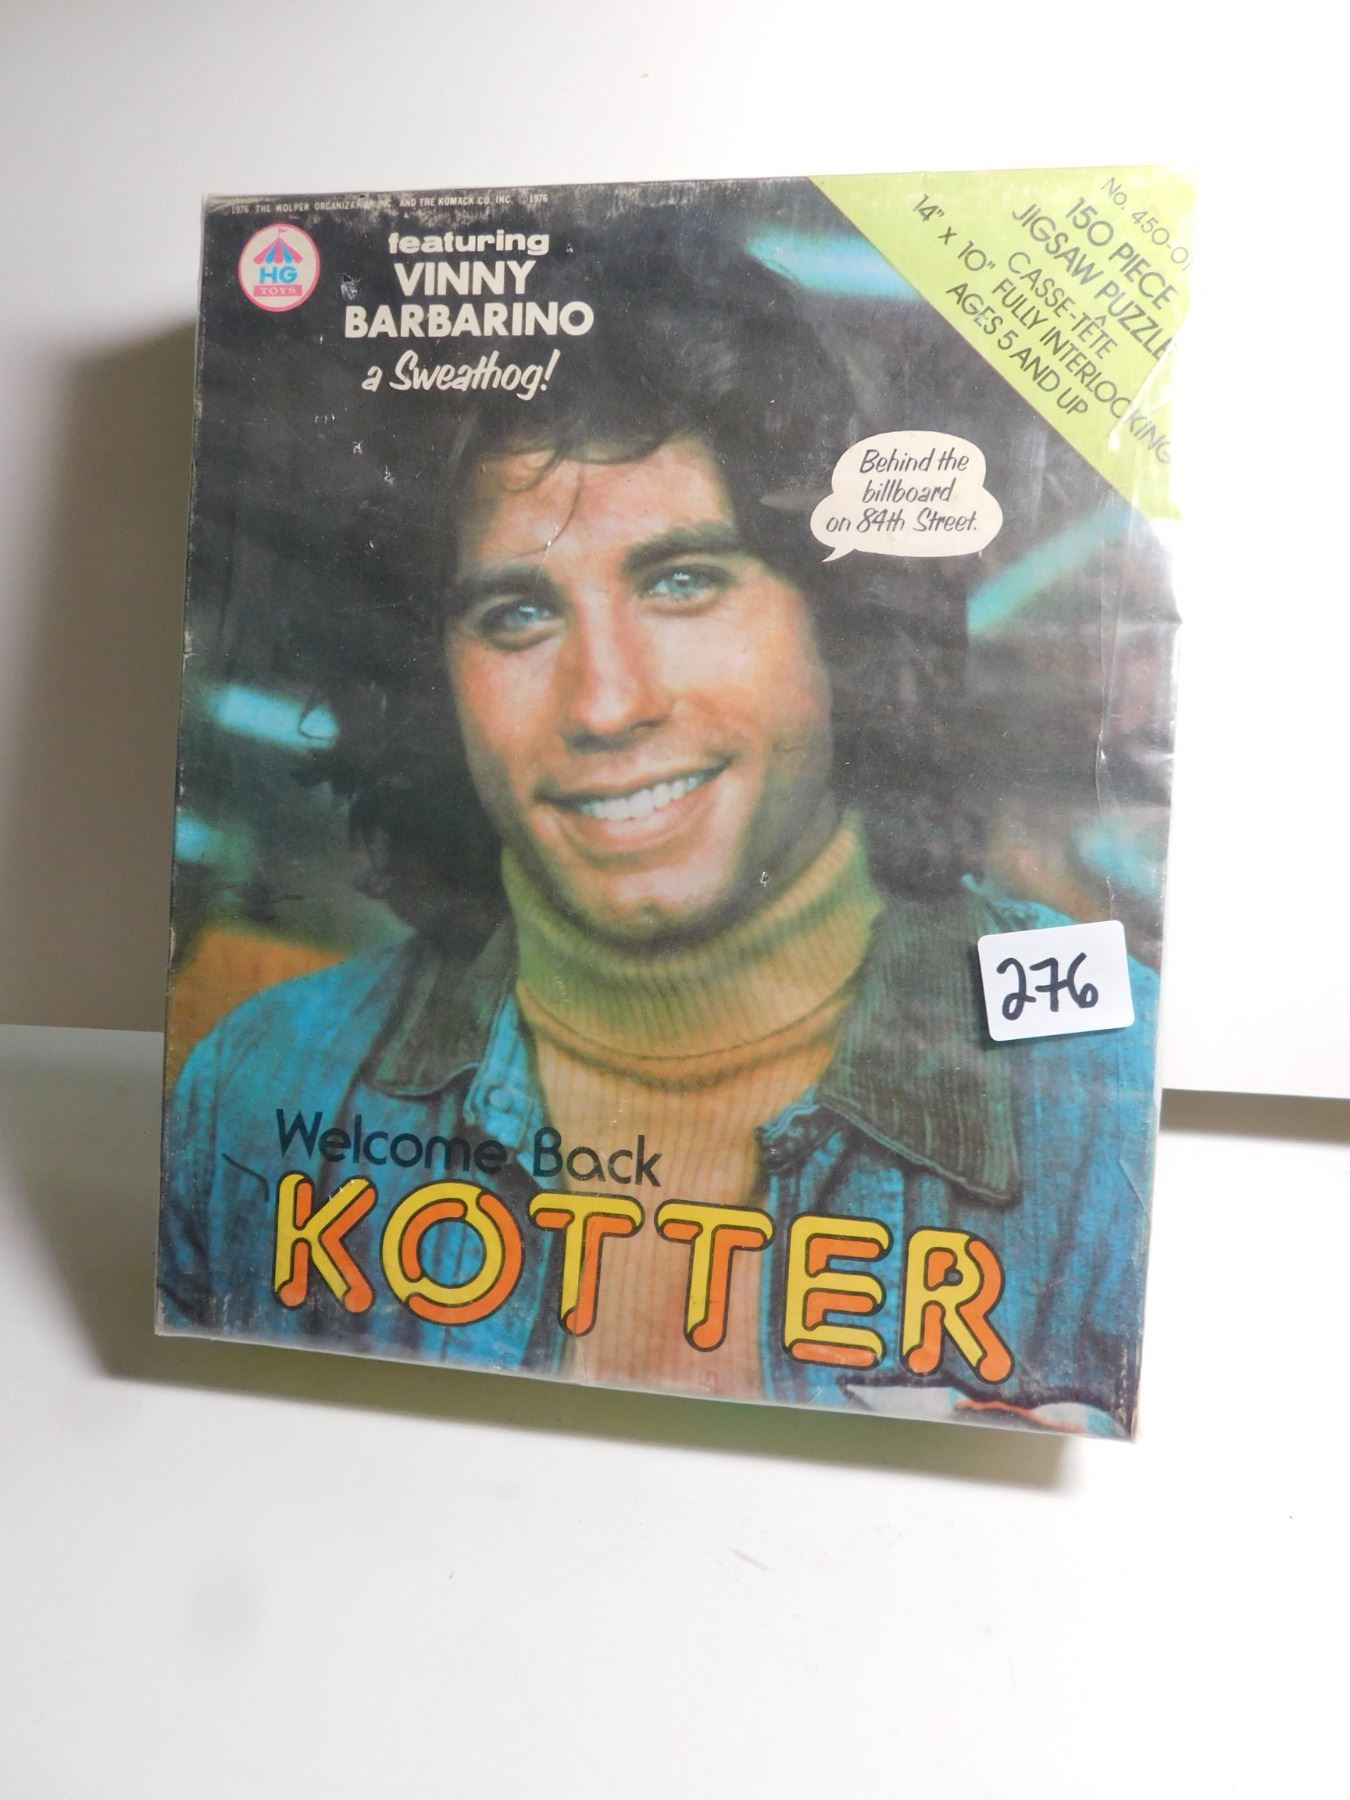 1976 THE WOLPER ORGANIZATION INC. AND THE KOMACK CO. INC. © 1976
HG
TOYS
featuring
VINNY
BARBARINO
a Sweathog!
No. 450-01
150 PIECE
JIGSAW PUZZLE
CASSE-TÊTE
14" x 10" FULLY INTERLOCKING
AGES 5 AND UP
Behind the
billboard
on 84th Street.
276
Welcome Back
KOTTER